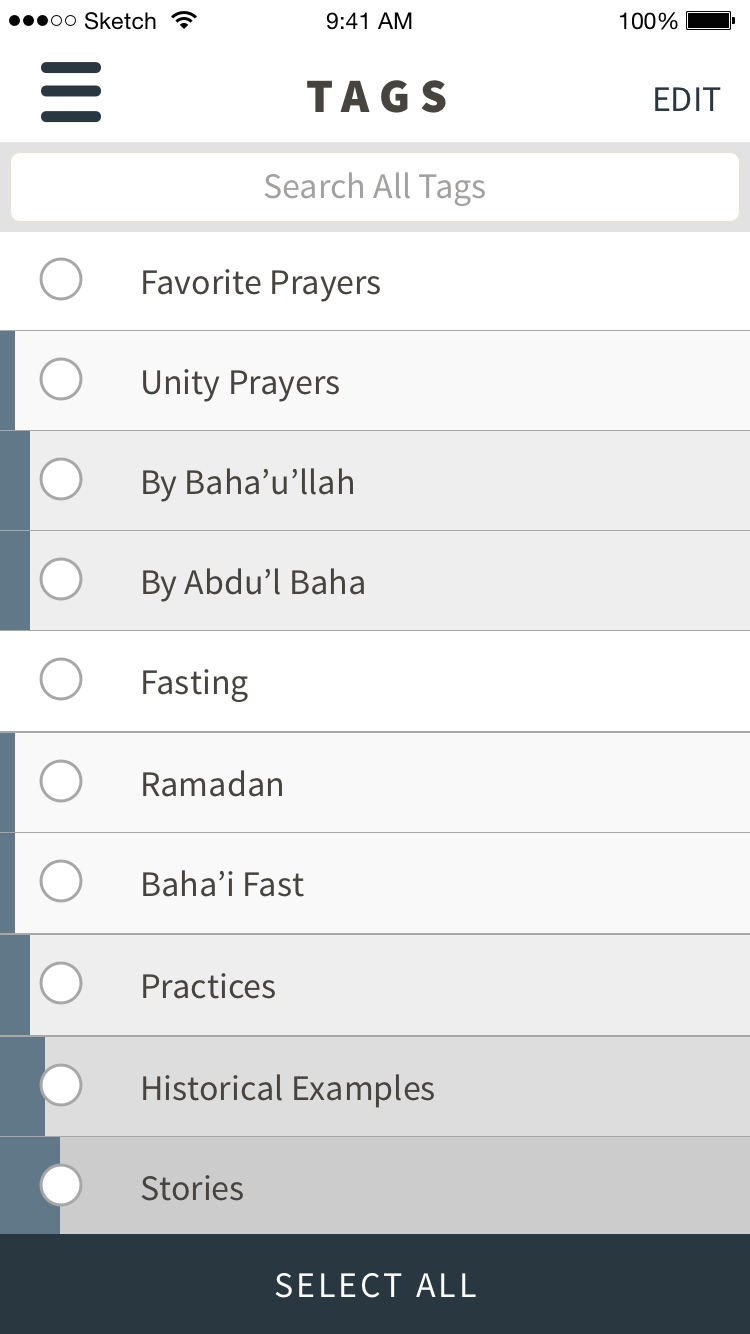 Sketch 9:41 AM 100%
TAGS EDIT
Search All Tags
Favorite Prayers
Unity Prayers
By Baha’u’llah
By Abdu’l Baha
Fasting
Ramadan
Baha’i Fast
Practices
Historical Examples
Stories
SELECT ALL